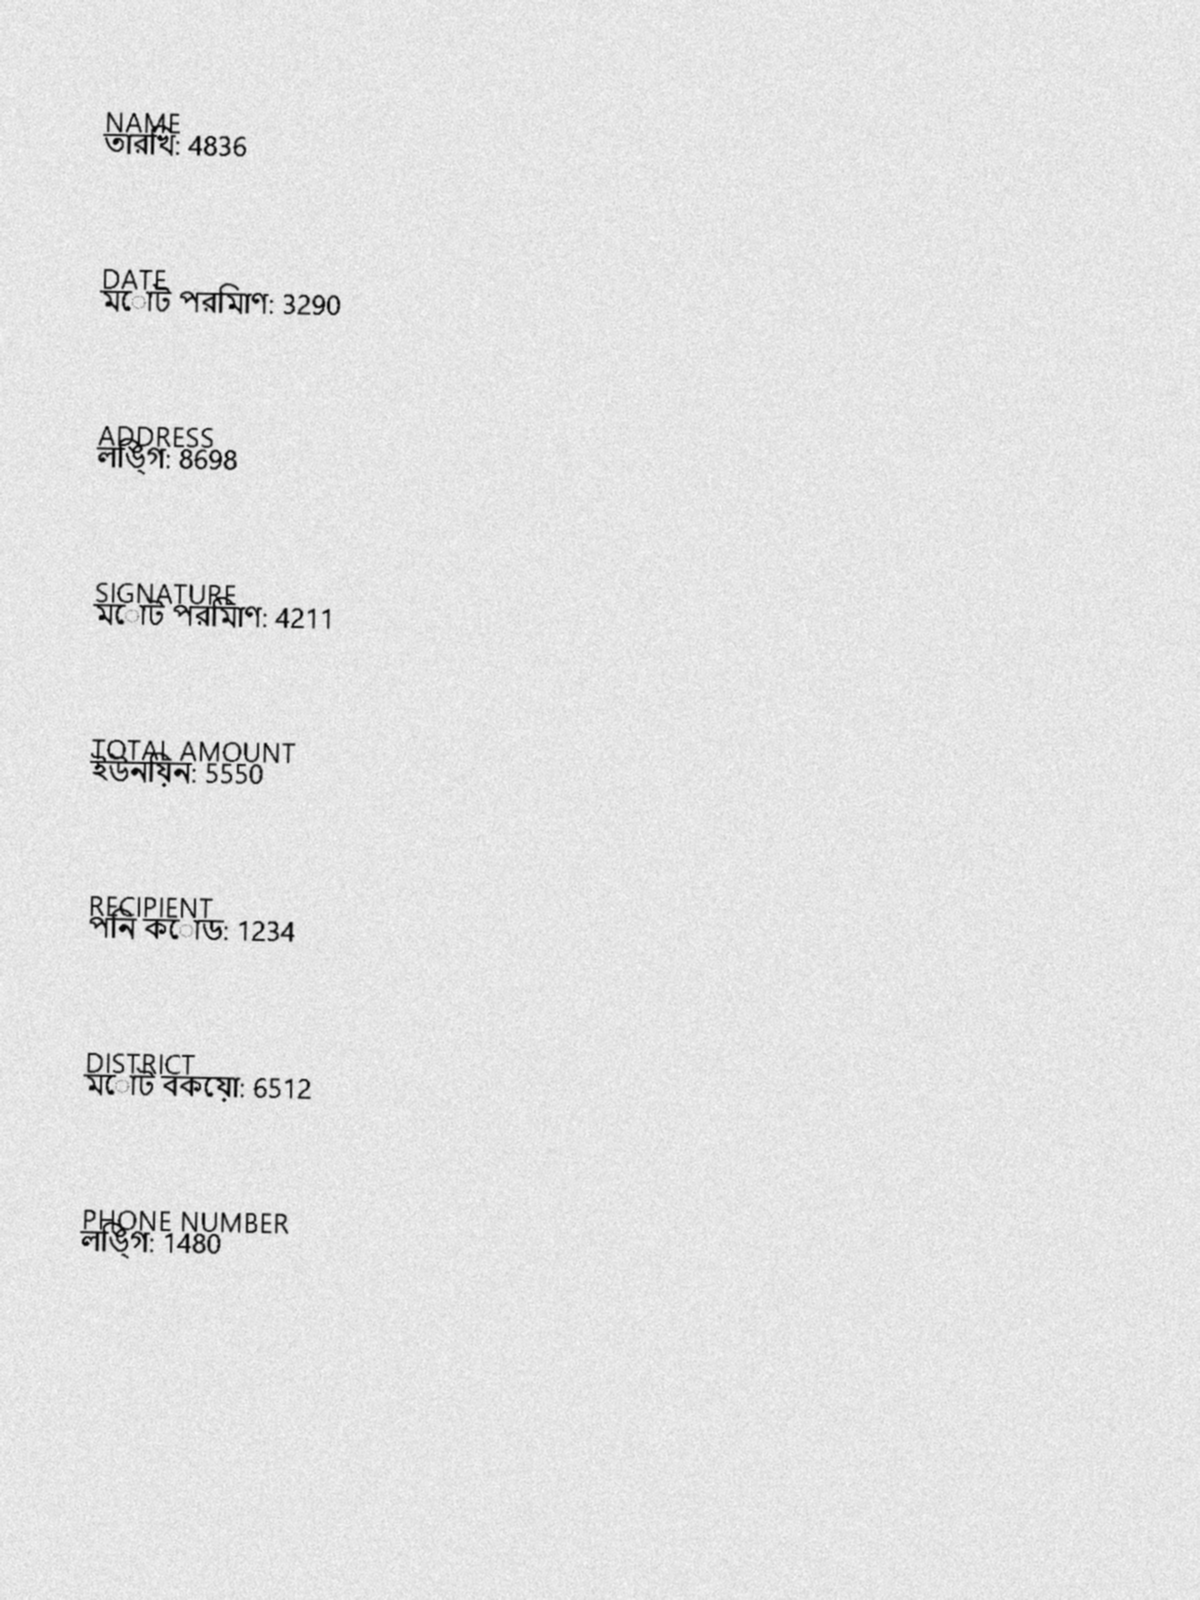 NAME
তারিখ: 4836
DATE
মোট পরিমাণ: 3290
ADDRESS
লিঙ্গ: 8698
SIGNATURE
মোট পরিমাণ: 4211
TOTAL AMOUNT
ইউনিয়ন: 5550
RECIPIENT
পিন কোড: 1234
DISTRICT
মোট বকেয়া: 6512
PHONE NUMBER
লিঙ্গ: 1480